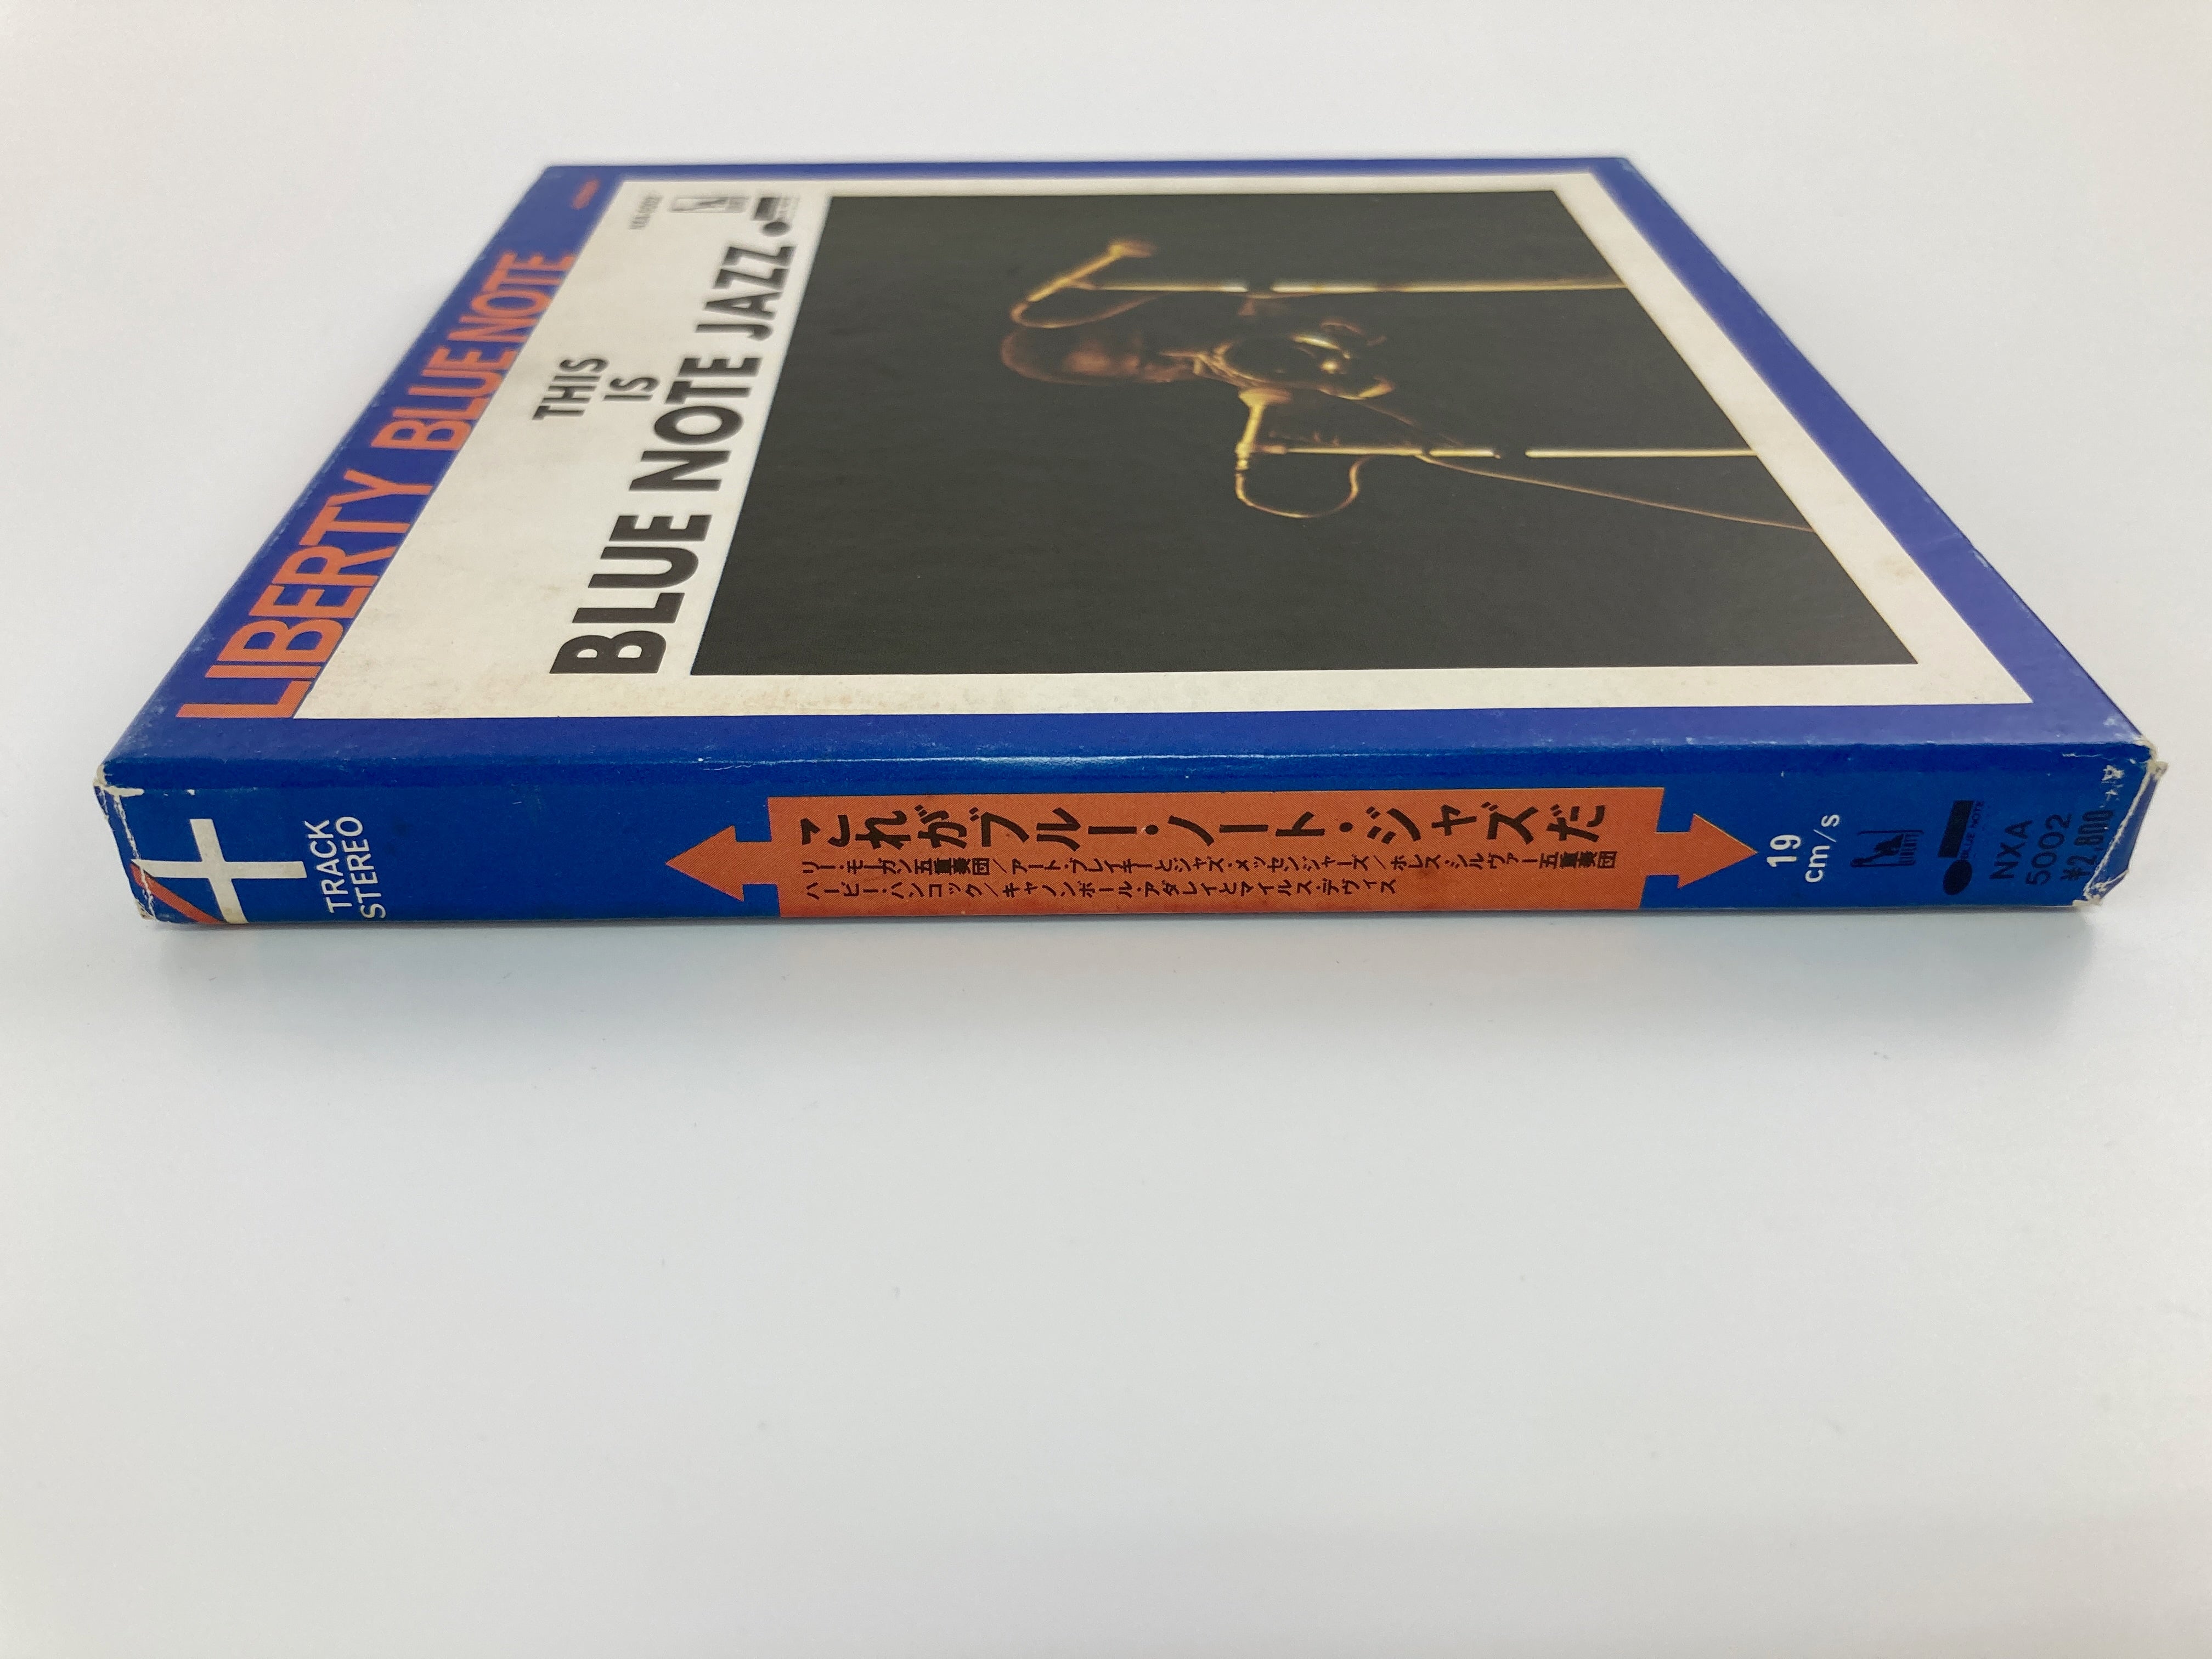 LIBERTY BLUE NOTE
THIS
IS
BLUE NOTE JAZZ
4
TRACK
STEREO
これがブルー・ノート・ジャズだ
リー・モーガン五重奏団／アート・ブレイキーとジャズ・メッセンジャーズ／ホレス・シルヴァー五重奏団
ハービー・ハンコック／キャノンボール・アダレイとマイルス・デヴィス
19
cm/s
LIBERTY
BLUE NOTE
NXA
5002
¥2,800